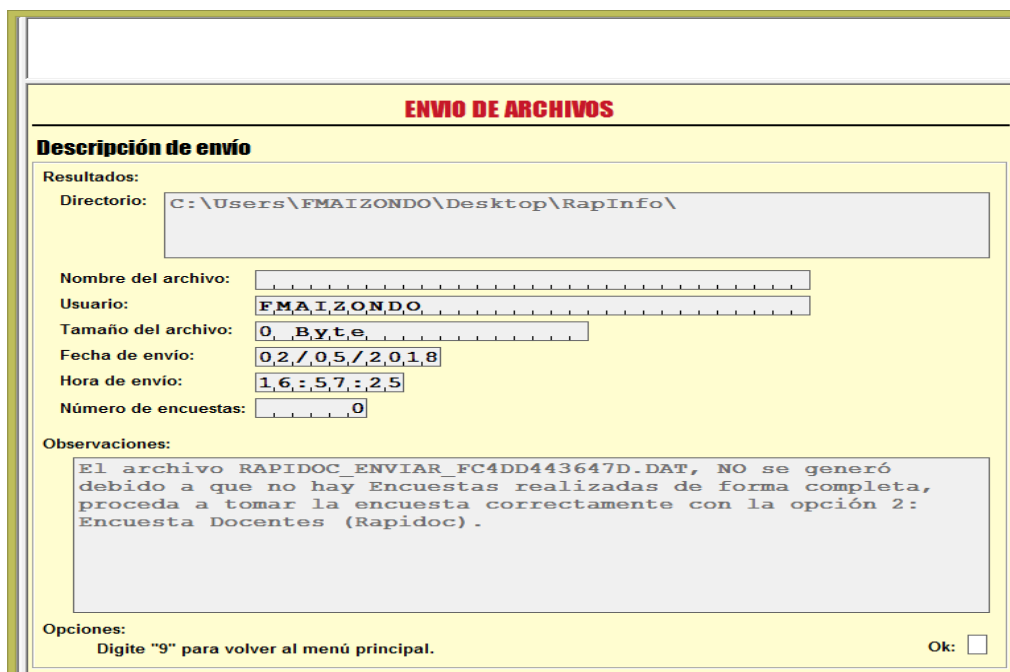 ENVIO DE ARCHIVOS
Descripción de envío
Resultados:
Directorio: C:\Users\FMAIZONDO\Desktop\RapInfo\
Nombre del archivo:
Usuario: FMAIZONDO
Tamaño del archivo: 0 Byte
Fecha de envío: 02/05/2018
Hora de envío: 16:57:25
Número de encuestas: 0
Observaciones:
El archivo RAPIDOC_ENVIAR_FC4DD443647D.DAT, NO se generó
debido a que no hay Encuestas realizadas de forma completa,
proceda a tomar la encuesta correctamente con la opción 2:
Encuesta Docentes (Rapidoc).
Opciones:
Digite "9" para volver al menú principal. Ok: